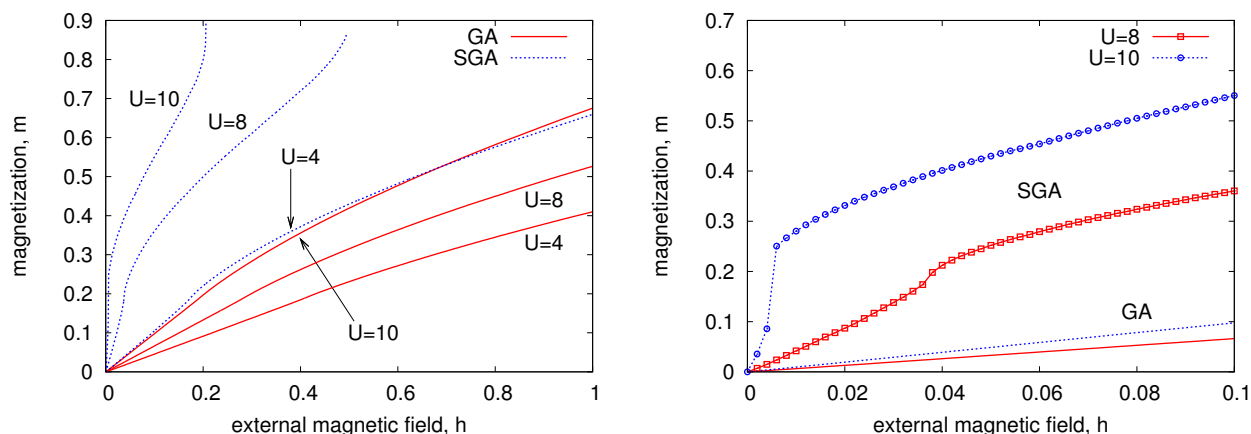 0.9
0.8
0.7
0.6
0.5
0.4
0.3
0.2
0.1
0
0 0.2 0.4 0.6 0.8 1
magnetization, m
external magnetic field, h
GA
SGA
U=10
U=8
U=4
U=8
U=4
U=10
0.7
0.6
0.5
0.4
0.3
0.2
0.1
0
0 0.02 0.04 0.06 0.08 0.1
magnetization, m
external magnetic field, h
U=8
U=10
SGA
GA